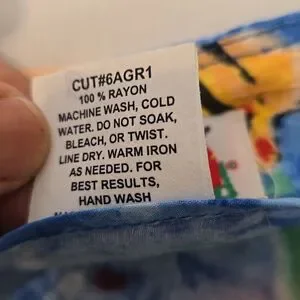 CUT#6AGR1
100 % RAYON
MACHINE WASH, COLD
WATER. DO NOT SOAK,
BLEACH, OR TWIST.
LINE DRY. WARM IRON
AS NEEDED. FOR
BEST RESULTS,
HAND WASH